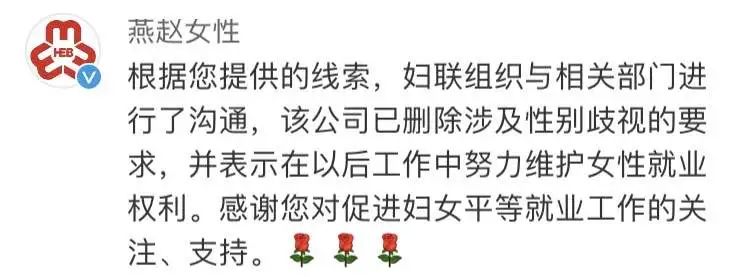 HEB
燕赵女性
V
根据您提供的线索，妇联组织与相关部门进
行了沟通，该公司已删除涉及性别歧视的要
求，并表示在以后工作中努力维护女性就业
权利。感谢您对促进妇女平等就业工作的关
注、支持。🌹🌹🌹